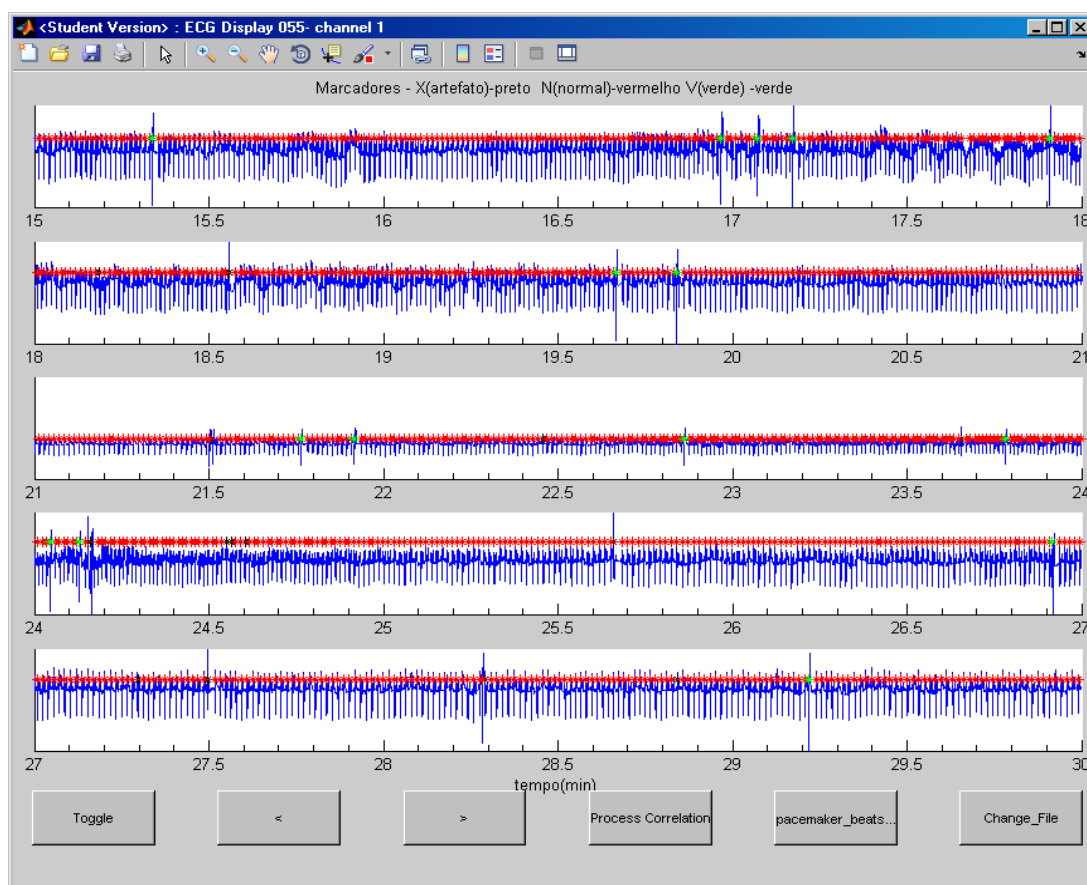 <Student Version> : ECG Display 055- channel 1
Marcadores - X(artefato)-preto N(normal)-vermelho V(verde) -verde
15 15.5 16 16.5 17 17.5 18
18 18.5 19 19.5 20 20.5 21
21 21.5 22 22.5 23 23.5 24
24 24.5 25 25.5 26 26.5 27
27 27.5 28 28.5 29 29.5 30
tempo(min)
Toggle < > Process Correlation pacemaker_beats... Change_File